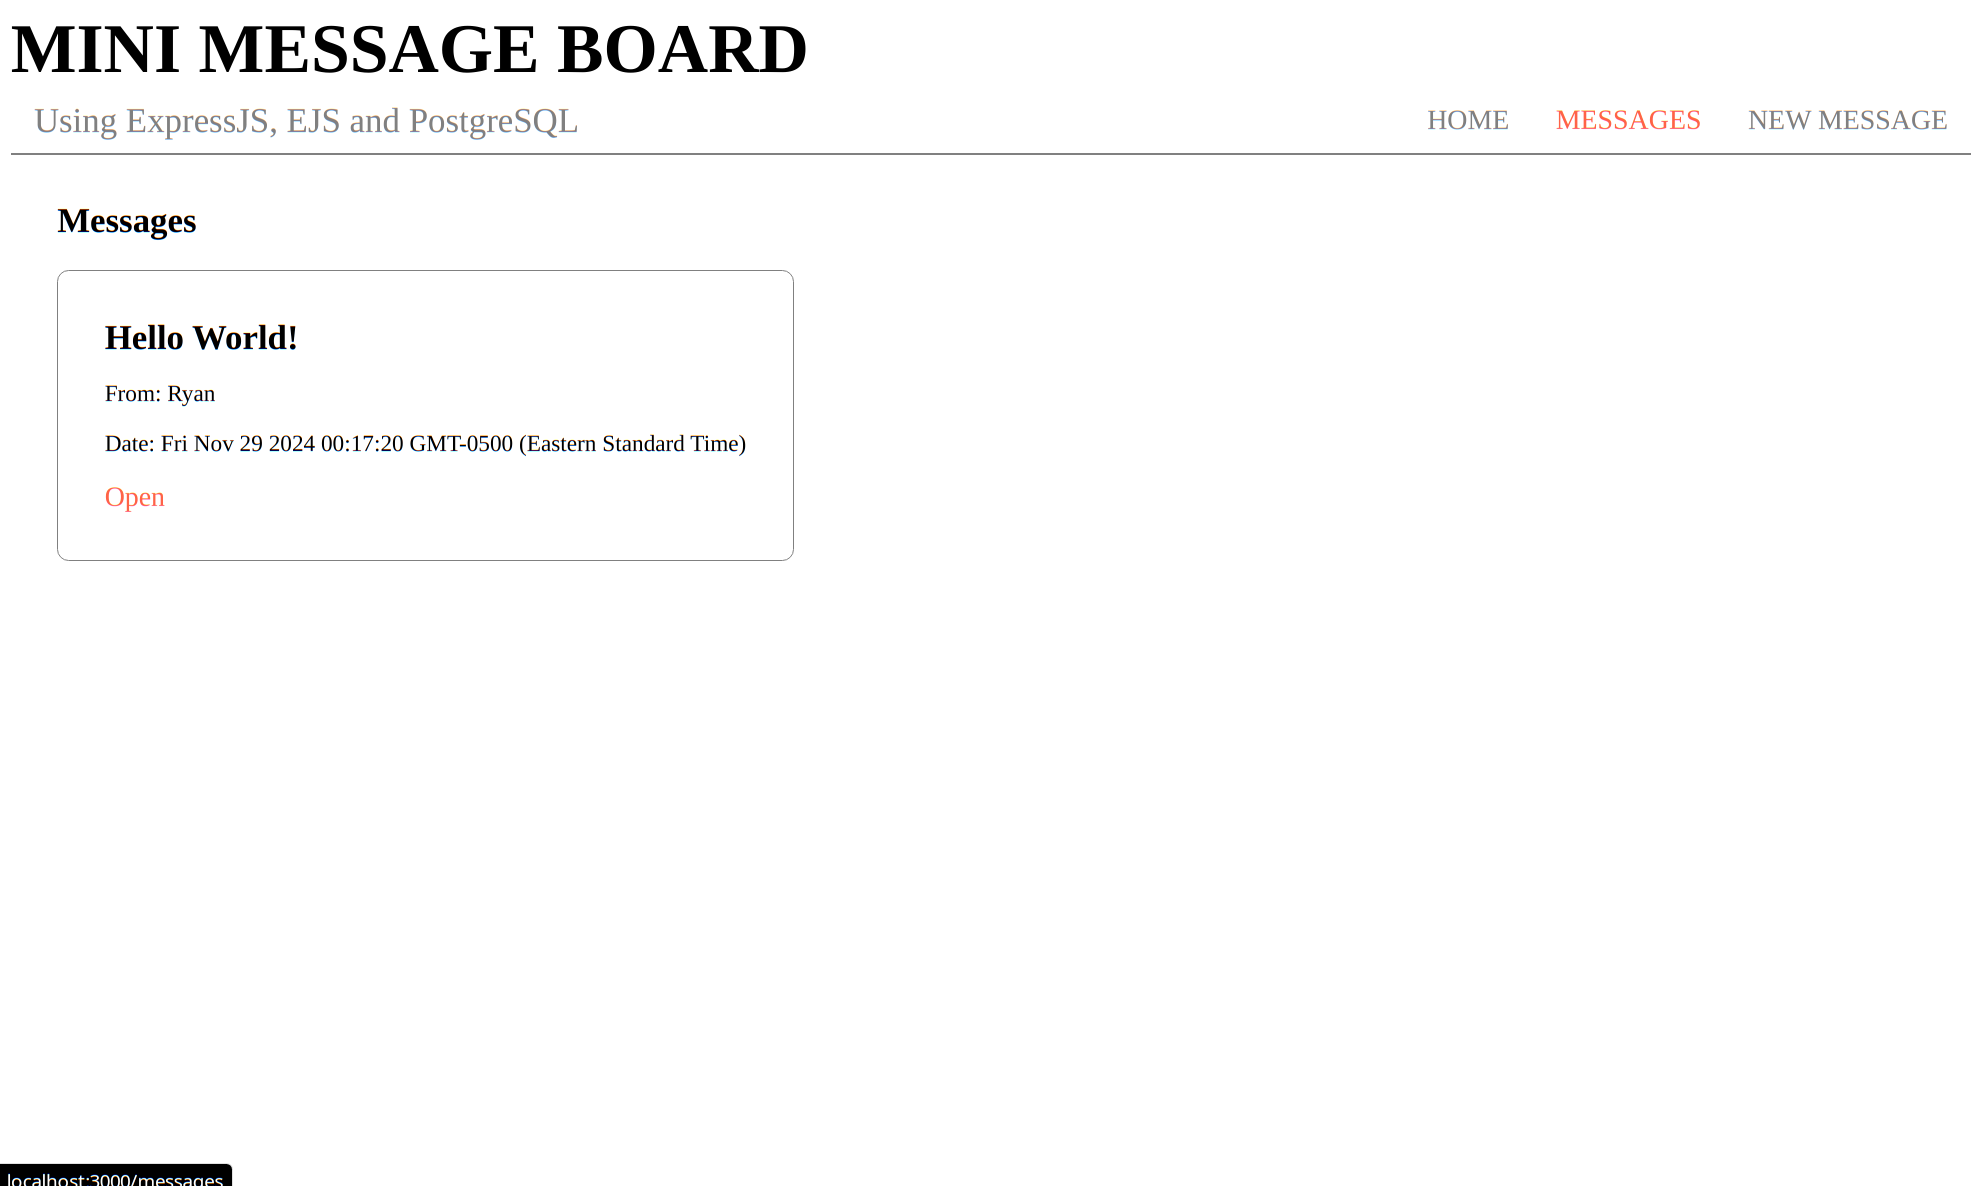 MINI MESSAGE BOARD
Using ExpressJS, EJS and PostgreSQL
HOME MESSAGES NEW MESSAGE
Messages
Hello World!
From: Ryan
Date: Fri Nov 29 2024 00:17:20 GMT-0500 (Eastern Standard Time)
Open
localhost:3000/messages